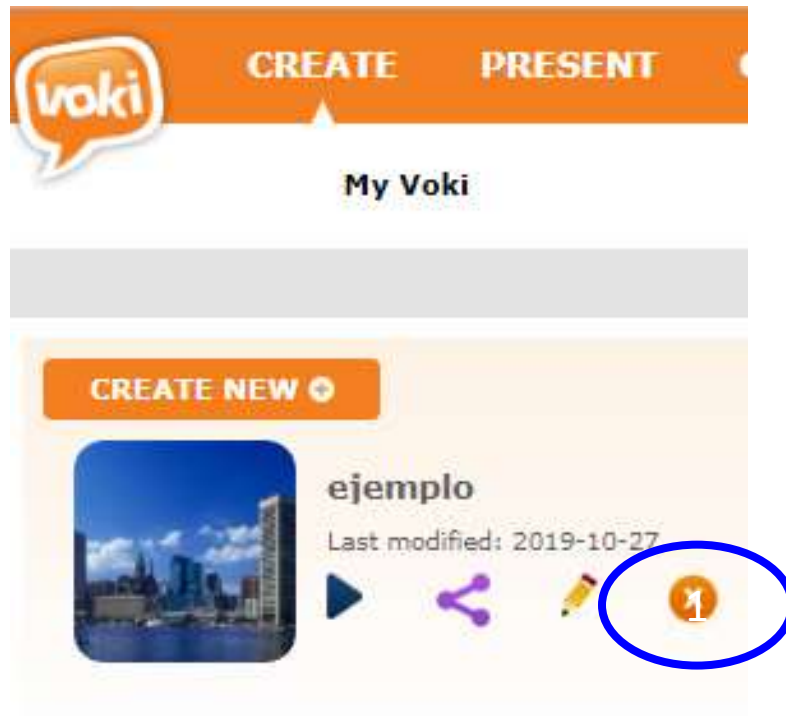 voki
CREATE PRESENT
My Voki
CREATE NEW
ejemplo
Last modified: 2019-10-27
1